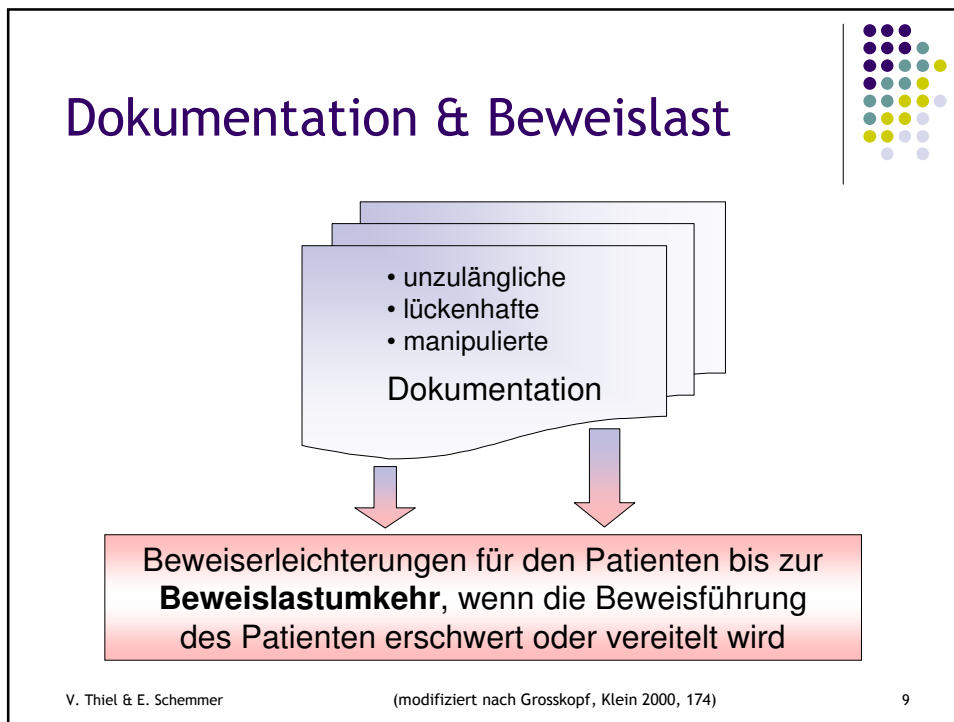 Dokumentation & Beweislast
• unzulängliche
• lückenhafte
• manipulierte
Dokumentation
Beweiserleichterungen für den Patienten bis zur
Beweislastumkehr, wenn die Beweisführung
des Patienten erschwert oder vereitelt wird
V. Thiel & E. Schemmer (modifiziert nach Grosskopf, Klein 2000, 174) 9